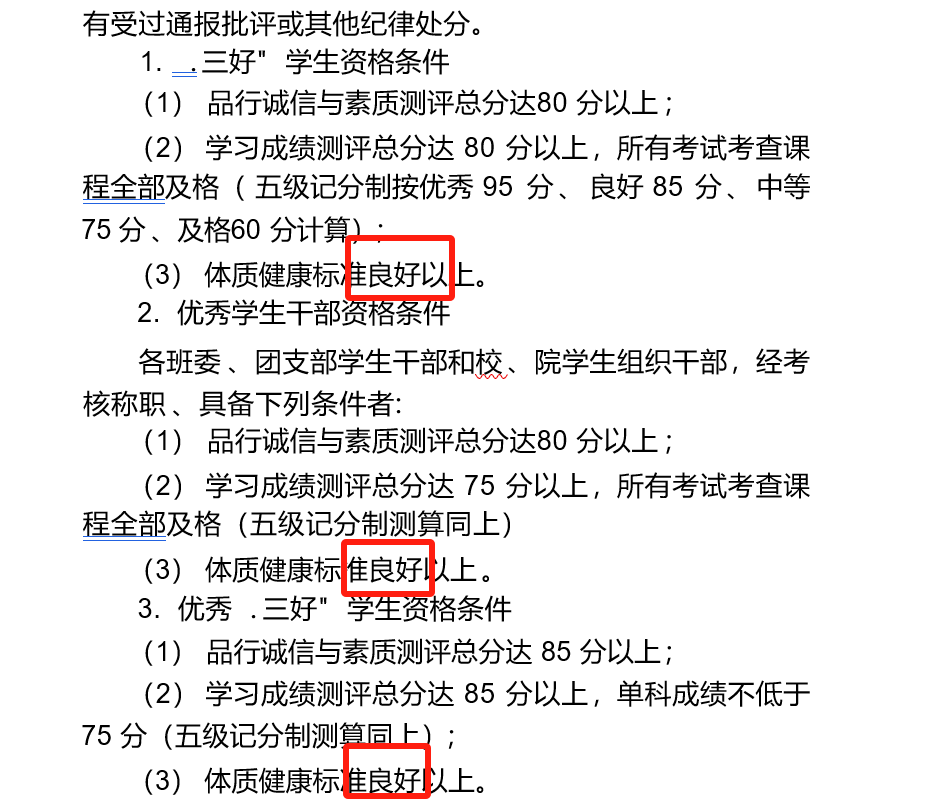 有受过通报批评或其他纪律处分。
1. .三好" 学生资格条件
（1） 品行诚信与素质测评总分达80 分以上；
（2） 学习成绩测评总分达 80 分以上，所有考试考查课
程全部及格（ 五级记分制按优秀 95 分、 良好 85 分、 中等
75 分 、及格60 分计算）;
（3） 体质健康标准良好以上。
2. 优秀学生干部资格条件
各班委 、团支部学生干部和校、院学生组织干部，经考
核称职 、具备下列条件者:
（1） 品行诚信与素质测评总分达80 分以上；
（2） 学习成绩测评总分达 75 分以上，所有考试考查课
程全部及格（五级记分制测算同上）
（3） 体质健康标准良好以上 。
3. 优秀 .三好" 学生资格条件
（1） 品行诚信与素质测评总分达 85 分以上；
（2） 学习成绩测评总分达 85 分以上，单科成绩不低于
75 分（五级记分制测算同上）;
（3） 体质健康标准良好以上。